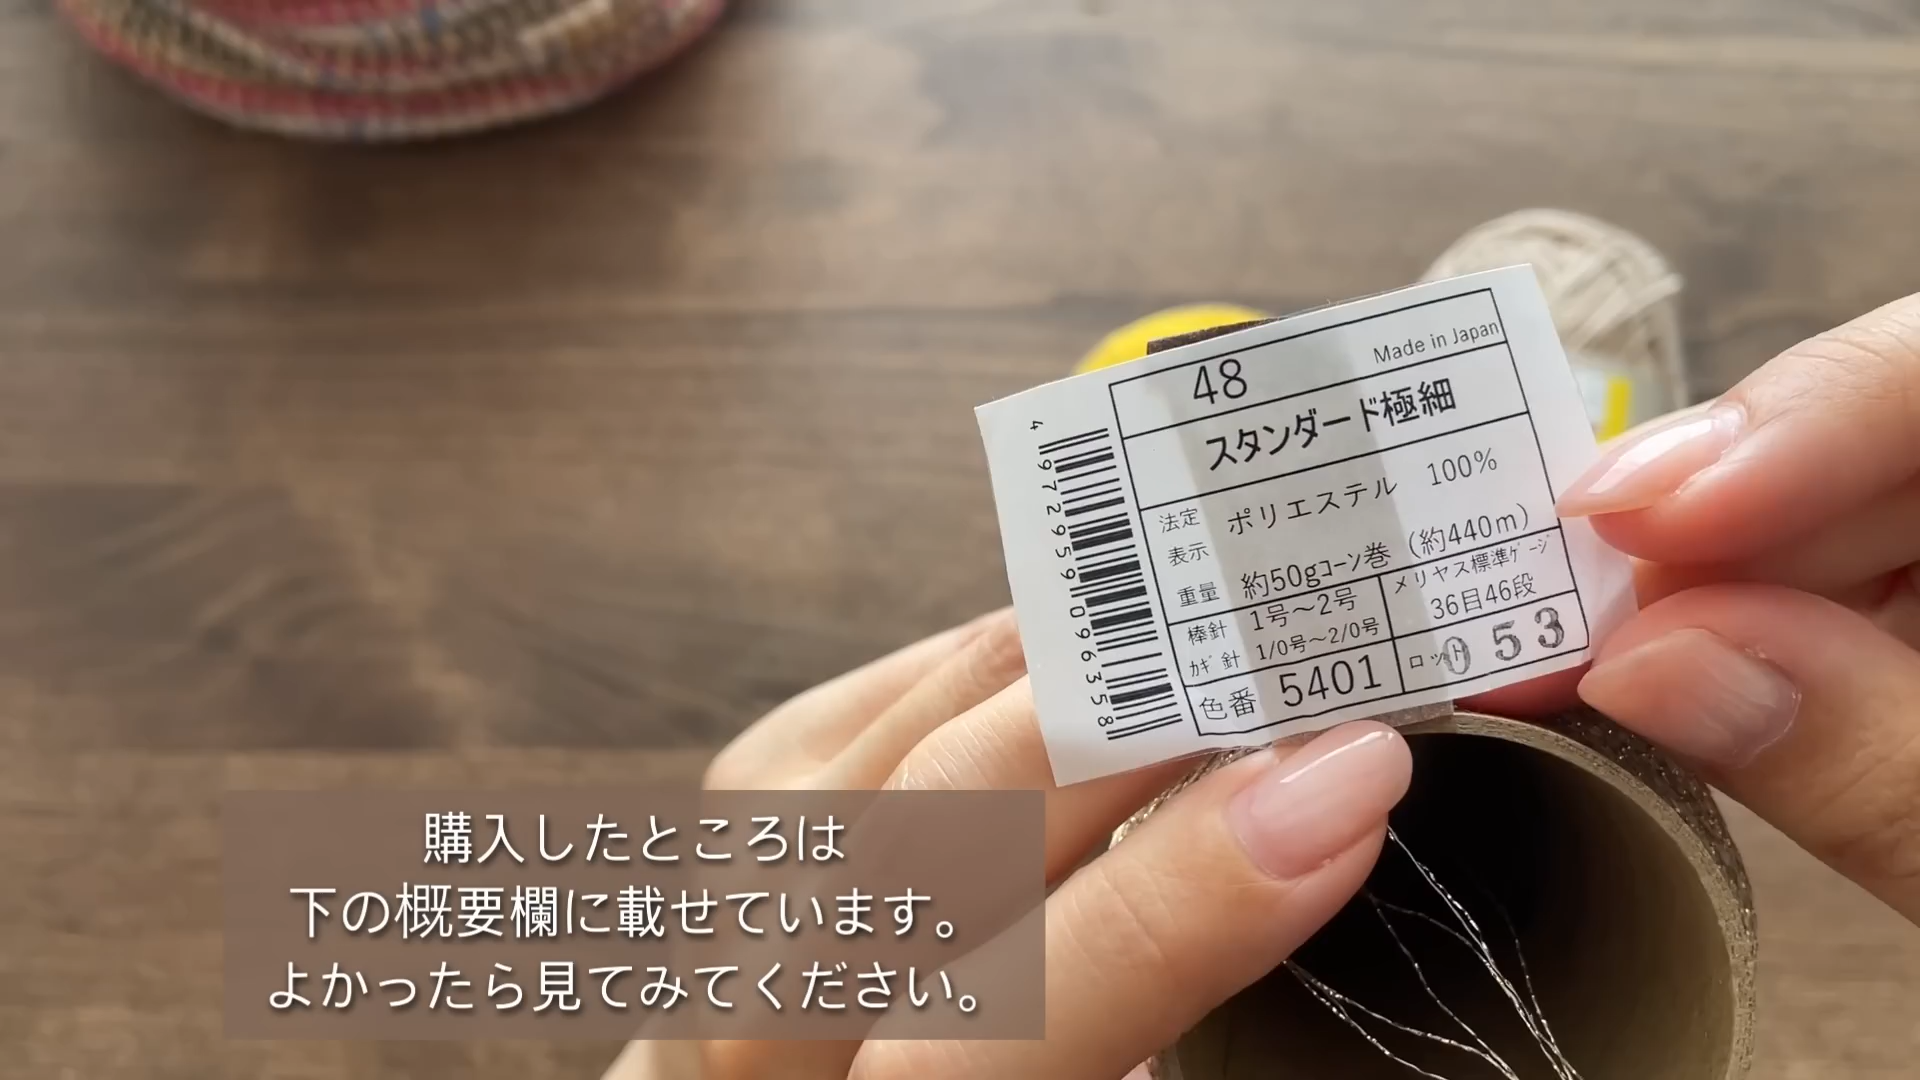 48 Made in Japan
スタンダード極細
法定
表示 ポリエステル 100%
重量 約50gコーン巻 (約440m)
棒針 1号~2号
カギ針 1/0号~2/0号
メリヤス標準ゲージ
36目46段
色番 5401 ロット 053
4972959096358
購入したところは
下の概要欄に載せています。
よかったら見てみてください。